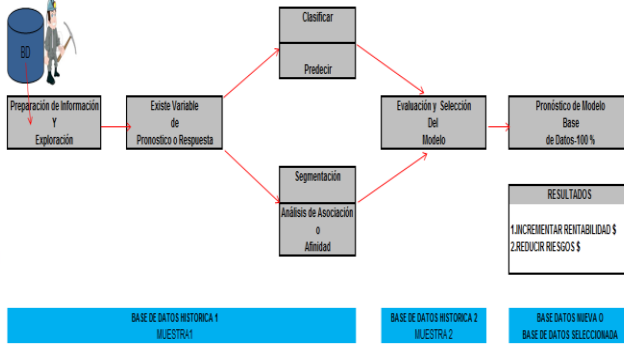 BD
Preparación de Información
Y
Exploración
Existe Variable
de
Pronostico o Respuesta
Clasificar
Predecir
Segmentación
Análisis de Asociación
o
Afinidad
Evaluación y Selección
Del
Modelo
Pronóstico de Modelo
Base
de Datos-100 %
RESULTADOS
1.INCREMENTAR RENTABILIDAD $
2.REDUCIR RIESGOS $
BASE DE DATOS HISTORICA 1
MUESTRA1
BASE DE DATOS HISTORICA 2
MUESTRA 2
BASE DATOS NUEVA O
BASE DE DATOS SELECCIONADA